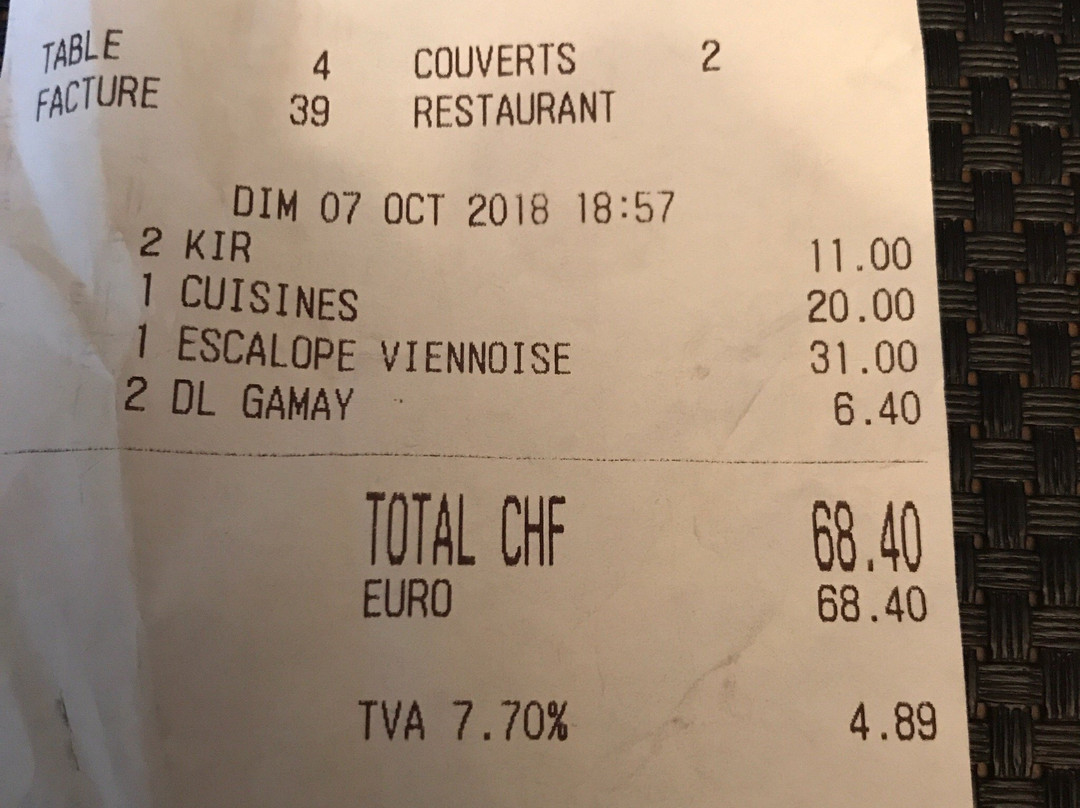 TABLE 4 COUVERTS 2
FACTURE 39 RESTAURANT
DIM 07 OCT 2018 18:57
2 KIR 11.00
1 CUISINES 20.00
1 ESCALOPE VIENNOISE 31.00
2 DL GAMAY 6.40
TOTAL CHF 68.40
EURO 68.40
TVA 7.70% 4.89